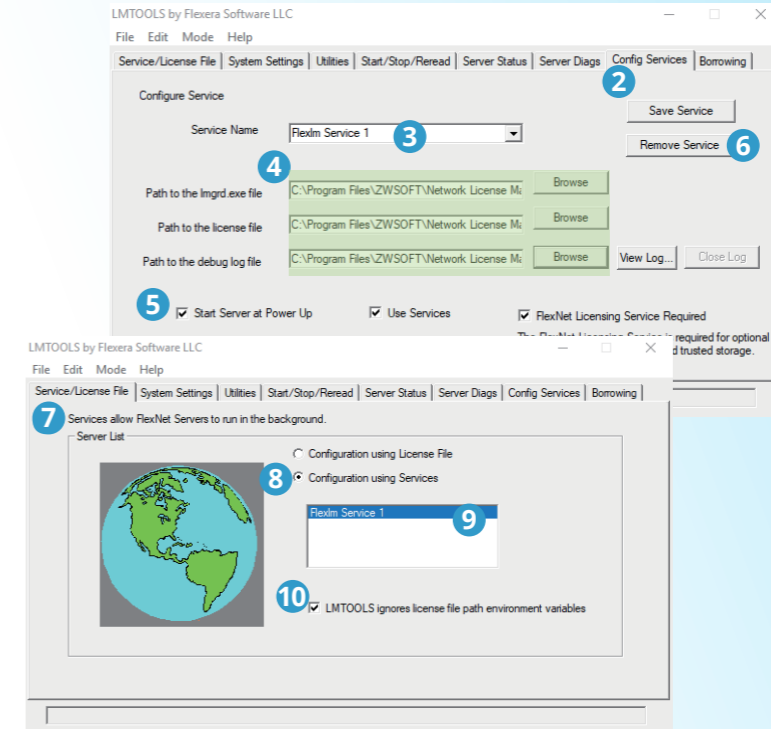 LMTOOLS by Flexera Software LLC
File Edit Mode Help
Service/License File System Settings Utilities Start/Stop/Reread Server Status Server Diags Config Services Borrowing
2
Configure Service
Save Service
Service Name Flexlm Service 1 3
Remove Service 6
4
Path to the lmgrd.exe file C:\Program Files\ZWSOFT\Network License Ma Browse
Path to the license file C:\Program Files\ZWSOFT\Network License Ma Browse
Path to the debug log file C:\Program Files\ZWSOFT\Network License Ma Browse View Log... Close Log
5 Start Server at Power Up Use Services FlexNet Licensing Service Required
The FlexNet Licensing Service is required for optional
d trusted storage.
LMTOOLS by Flexera Software LLC
File Edit Mode Help
Service/License File System Settings Utilities Start/Stop/Reread Server Status Server Diags Config Services Borrowing
7 Services allow FlexNet Servers to run in the background.
Server List
Configuration using License File
8 Configuration using Services
Flexlm Service 1 9
10 LMTOOLS ignores license file path environment variables